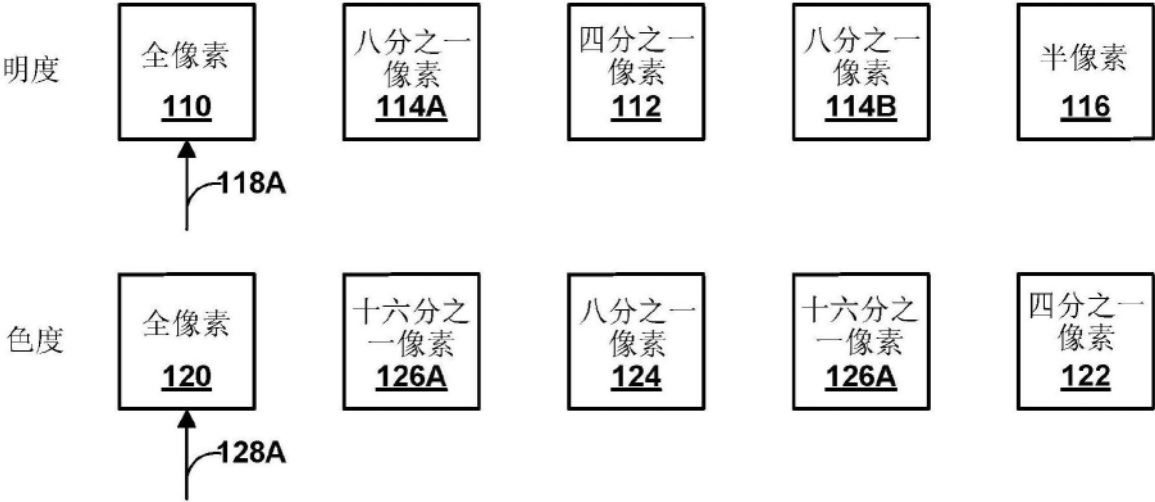 明度
全像素
110
八分之一
像素
114A
四分之一
像素
112
八分之一
像素
114B
半像素
116
118A
色度
全像素
120
十六分之
一像素
126A
八分之一
像素
124
十六分之
一像素
126A
四分之一
像素
122
128A